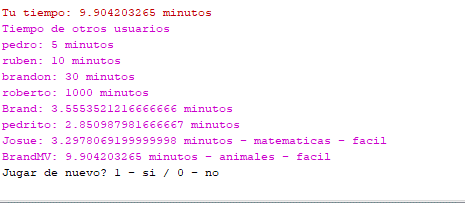 Tu tiempo: 9.904203265 minutos
Tiempo de otros usuarios
pedro: 5 minutos
ruben: 10 minutos
brandon: 30 minutos
roberto: 1000 minutos
Brand: 3.5553521216666666 minutos
pedrito: 2.850987981666667 minutos
Josue: 3.2978069199999998 minutos - matematicas - facil
BrandMV: 9.904203265 minutos - animales - facil
Jugar de nuevo? 1 - si / 0 - no